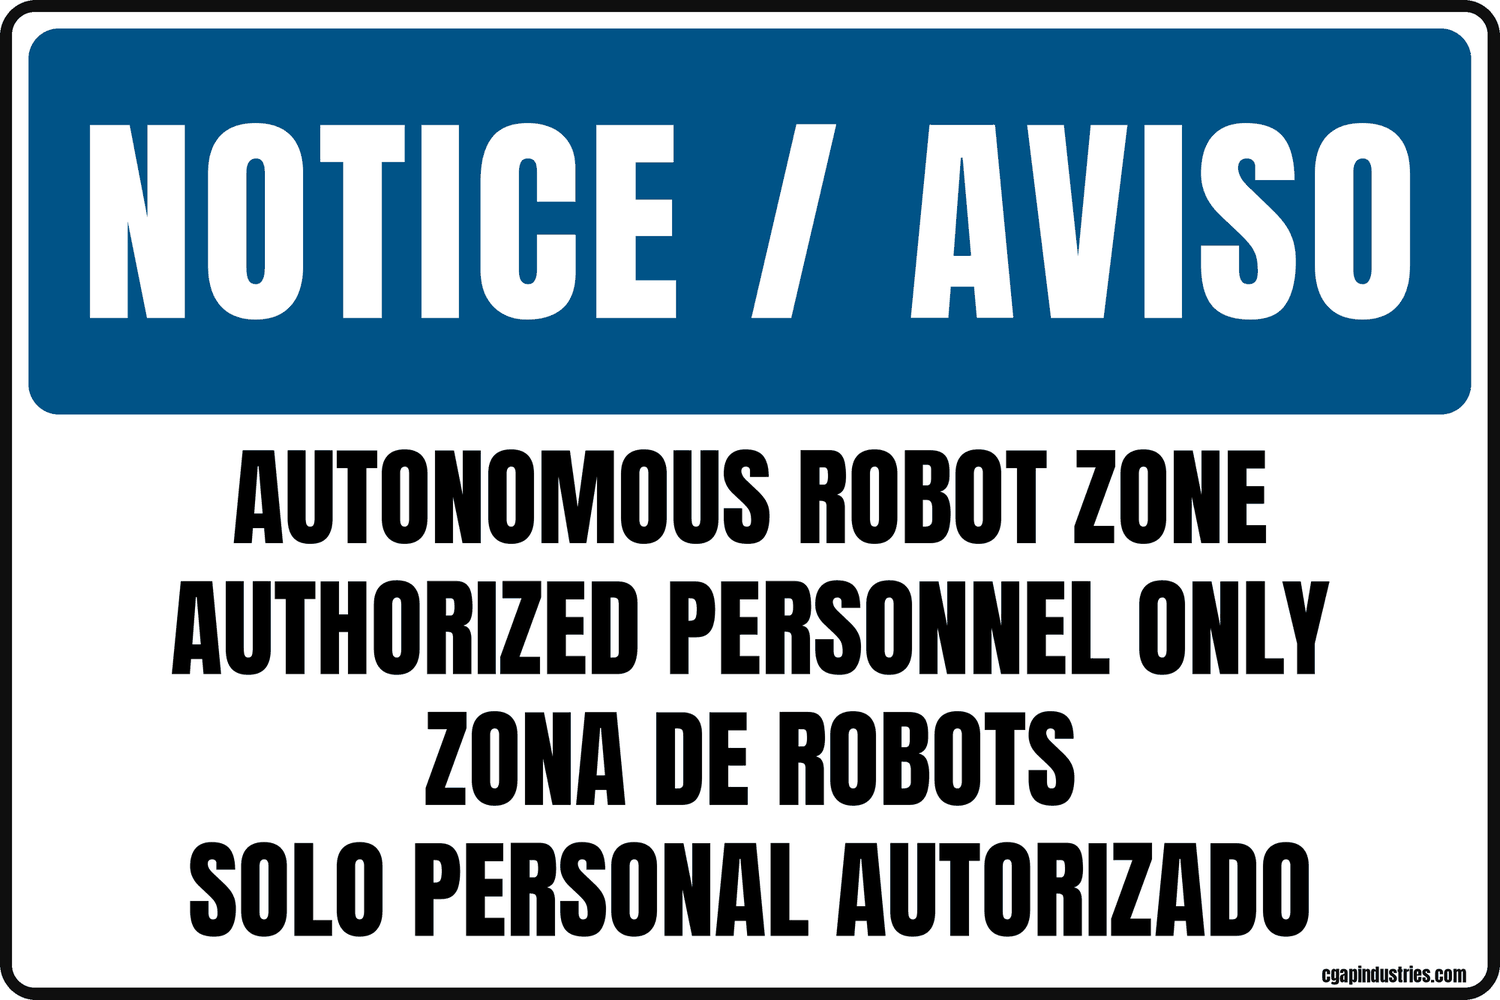 NOTICE / AVISO
AUTONOMOUS ROBOT ZONE
AUTHORIZED PERSONNEL ONLY
ZONA DE ROBOTS
SOLO PERSONAL AUTORIZADO
cgapindustries.com